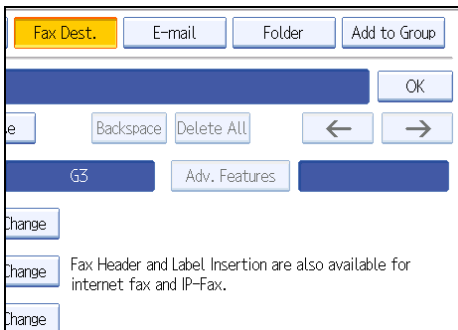 Fax Dest. E-mail Folder Add to Group
OK
se Backspace Delete All ← →
G3 Adv. Features
Change
Change Fax Header and Label Insertion are also available for
internet fax and IP-Fax.
Change